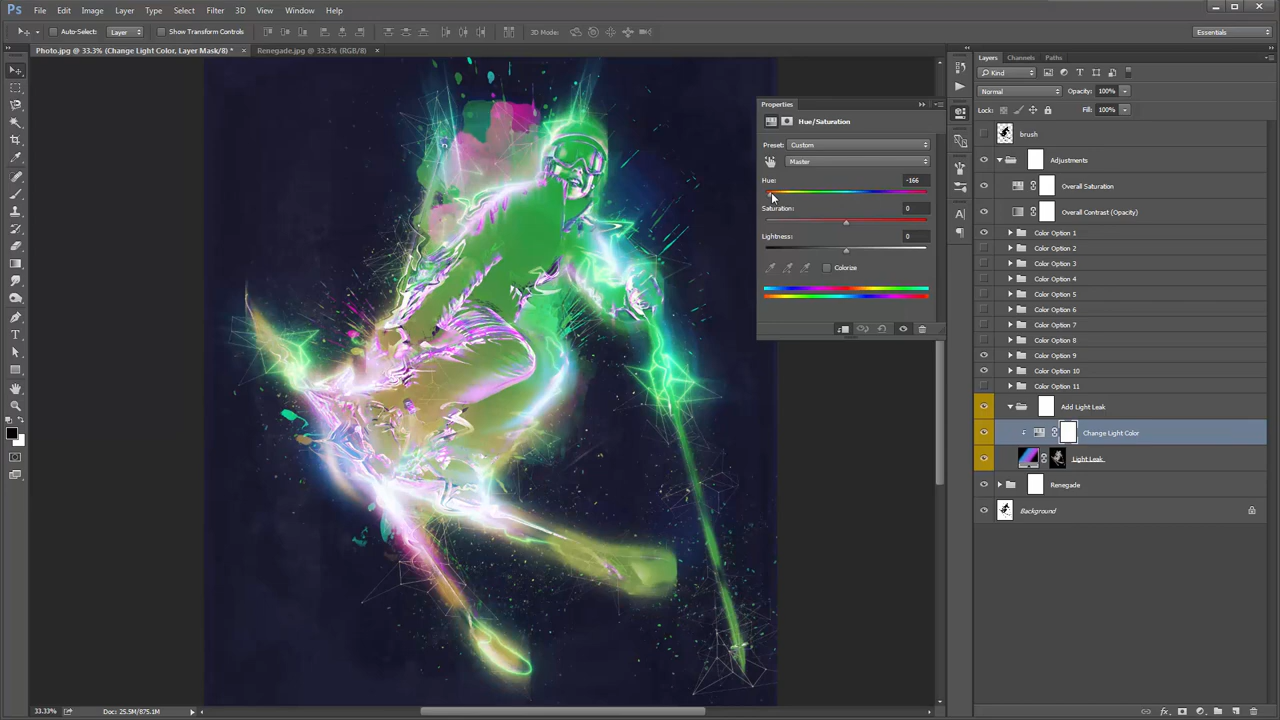 Ps File Edit Image Layer Type Select Filter 3D View Window Help
Auto-Select: Layer Show Transform Controls 3D Mode: Essentials
Photo.jpg @ 33.3% (Change Light Color, Layer Mask/8) * × Renegade.jpg @ 33.3% (RGB/8) ×
Properties
Hue/Saturation
Preset: Custom
Master
Hue: -166
Saturation: 0
Lightness: 0
Colorize
Layers Channels Paths
Kind
Normal Opacity: 100%
Lock: Fill: 100%
brush
Adjustments
Overall Saturation
Overall Contrast (Opacity)
Color Option 1
Color Option 2
Color Option 3
Color Option 4
Color Option 5
Color Option 6
Color Option 7
Color Option 8
Color Option 9
Color Option 10
Color Option 11
Add Light Leak
Change Light Color
Light Leak
Renegade
Background
33.33% Doc: 25.5M/875.1M